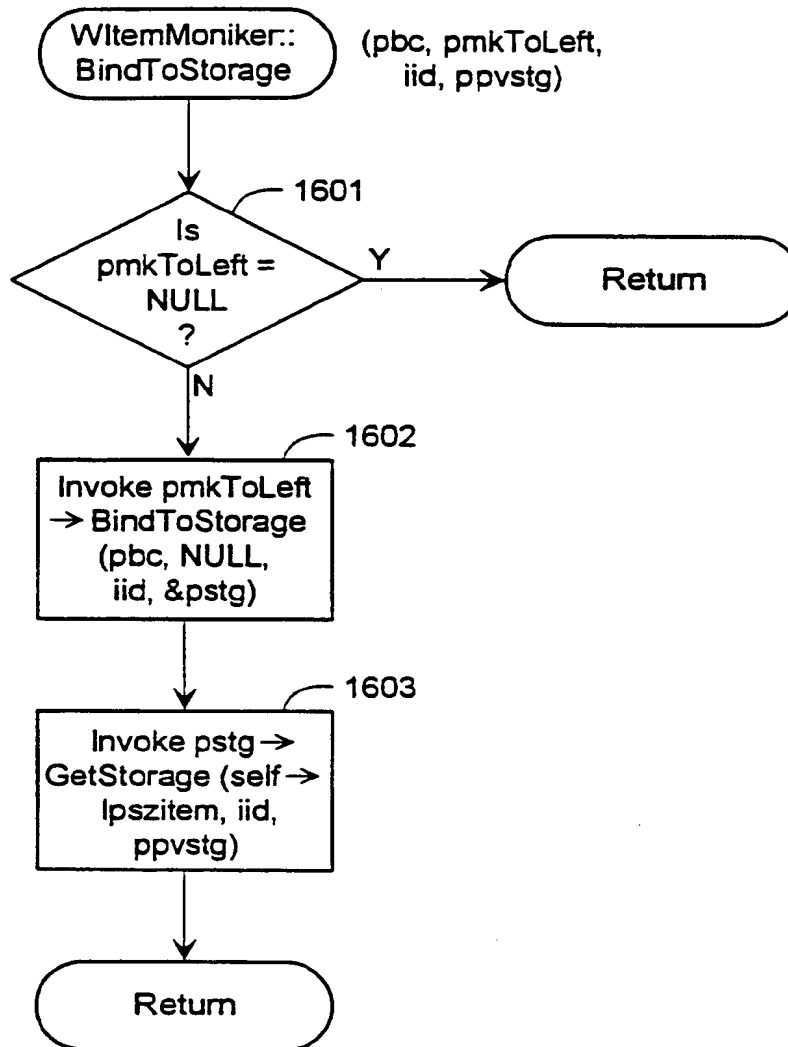 WItemMoniker::
BindToStorage
(pbc, pmkToLeft,
iid, ppvstg)
1601
Is
pmkToLeft =
NULL
?
Y
Return
N
1602
Invoke pmkToLeft
→ BindToStorage
(pbc, NULL,
iid, &pstg)
1603
Invoke pstg →
GetStorage (self →
lpszitem, iid,
ppvstg)
Return